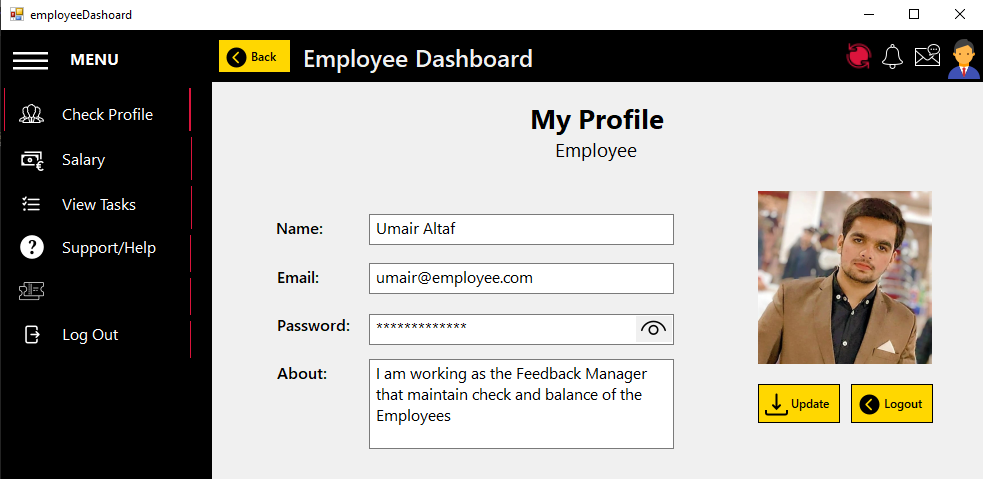 employeeDashoard
MENU
Back
Employee Dashboard
Check Profile
Salary
View Tasks
Support/Help
Log Out
My Profile
Employee
Name:
Umair Altaf
Email:
umair@employee.com
Password:
*************
About:
I am working as the Feedback Manager
that maintain check and balance of the
Employees
Update
Logout